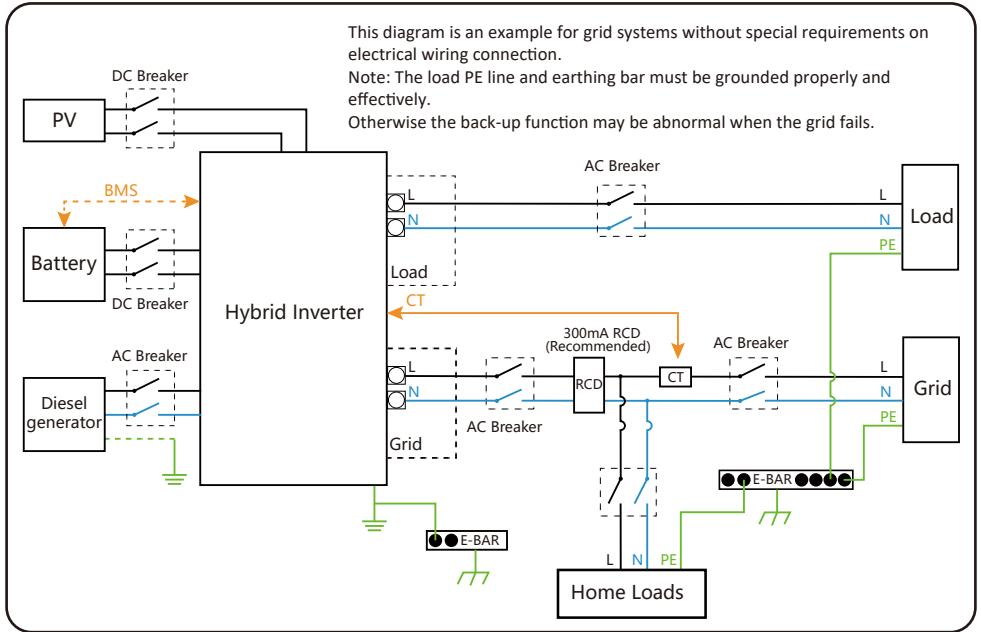 This diagram is an example for grid systems without special requirements on
electrical wiring connection.
Note: The load PE line and earthing bar must be grounded properly and
effectively.
Otherwise the back-up function may be abnormal when the grid fails.
DC Breaker
PV
AC Breaker
BMS
L
L
N
N
Load
PE
Battery
Load
DC Breaker
CT
Hybrid Inverter
300mA RCD
(Recommended)
AC Breaker
AC Breaker
L
RCD
CT
L
N
N
Grid
Diesel
generator
PE
AC Breaker
Grid
E-BAR
E-BAR
L
N
PE
Home Loads